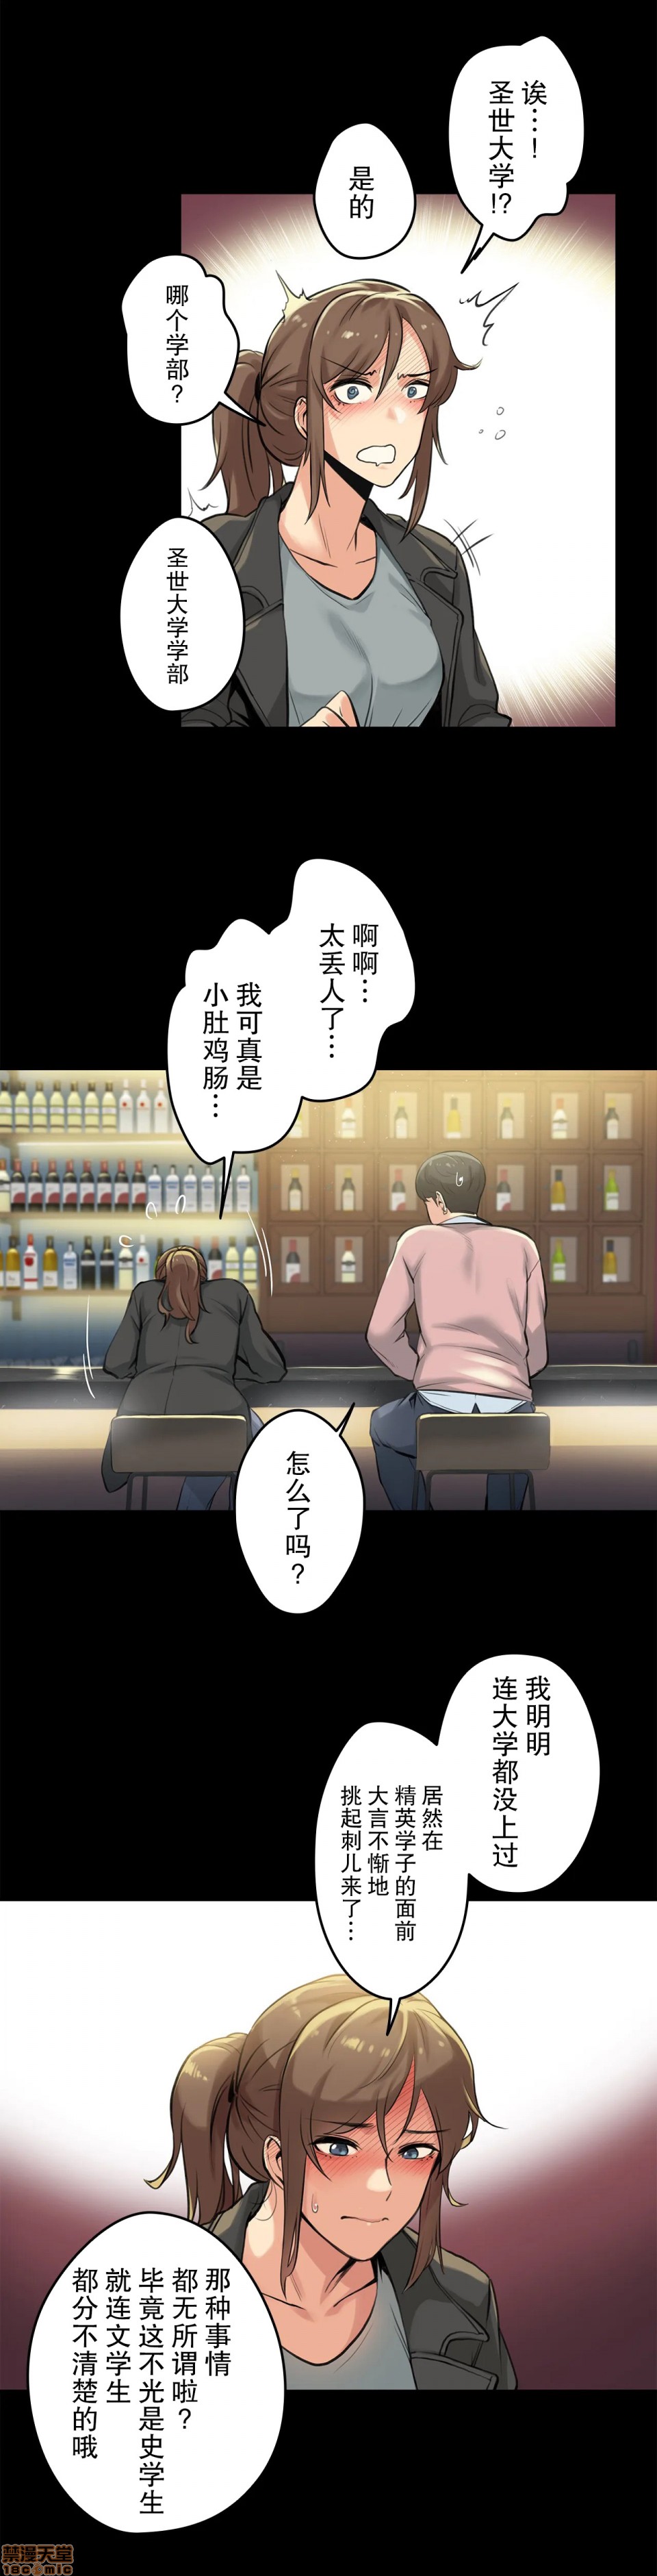 诶…!
圣世大学!?
是的
哪个学部?
圣世大学学部
啊啊…
太丢人了…
我可真是
小肚鸡肠…
怎么了吗?
我明明
连大学都没上过
居然在
精英学子的面前
大言不惭地
挑起刺儿来了…
那种事情
都无所谓啦?
毕竟这不光是史学生
就连文学生
都分不清楚的哦
禁漫天堂
18comic